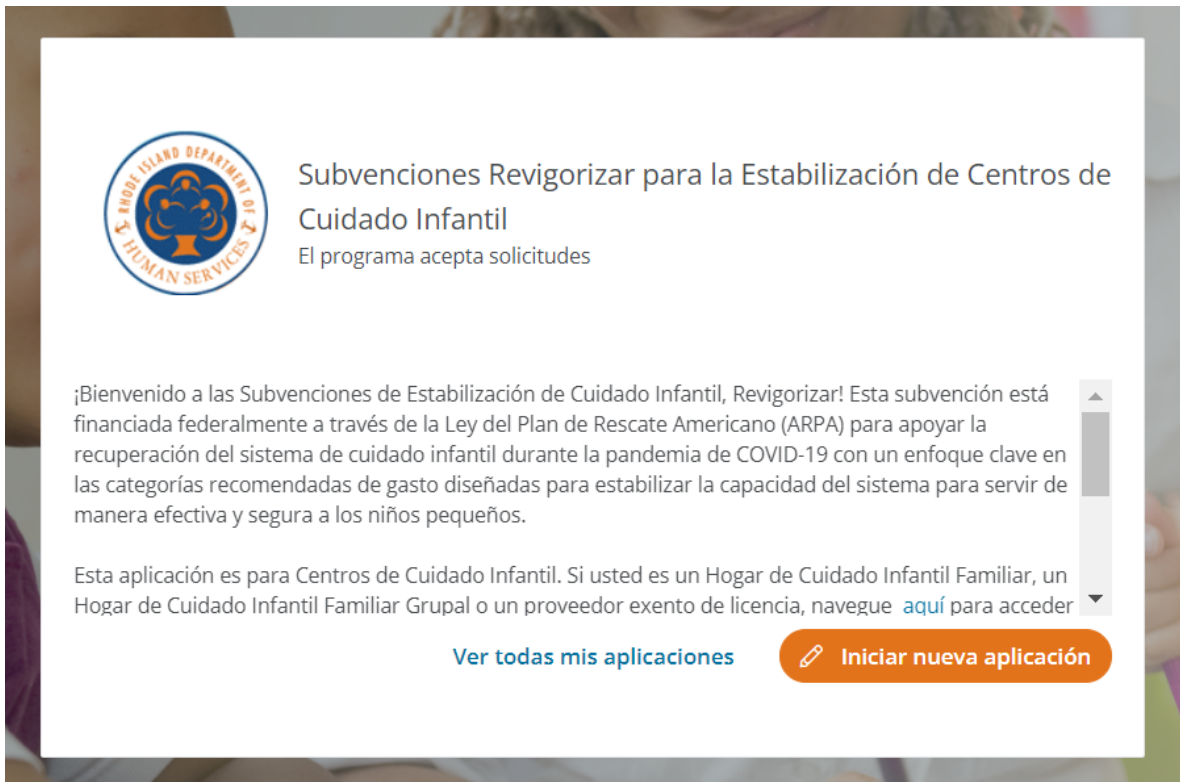 RHODE ISLAND DEPARTMENT OF
HUMAN SERVICES
Subvenciones Revigorizar para la Estabilización de Centros de
Cuidado Infantil
El programa acepta solicitudes
¡Bienvenido a las Subvenciones de Estabilización de Cuidado Infantil, Revigorizar! Esta subvención está
financiada federalmente a través de la Ley del Plan de Rescate Americano (ARPA) para apoyar la
recuperación del sistema de cuidado infantil durante la pandemia de COVID-19 con un enfoque clave en
las categorías recomendadas de gasto diseñadas para estabilizar la capacidad del sistema para servir de
manera efectiva y segura a los niños pequeños.
Esta aplicación es para Centros de Cuidado Infantil. Si usted es un Hogar de Cuidado Infantil Familiar, un
Hogar de Cuidado Infantil Familiar Grupal o un proveedor exento de licencia, navegue aquí para acceder
Ver todas mis aplicaciones
Iniciar nueva aplicación